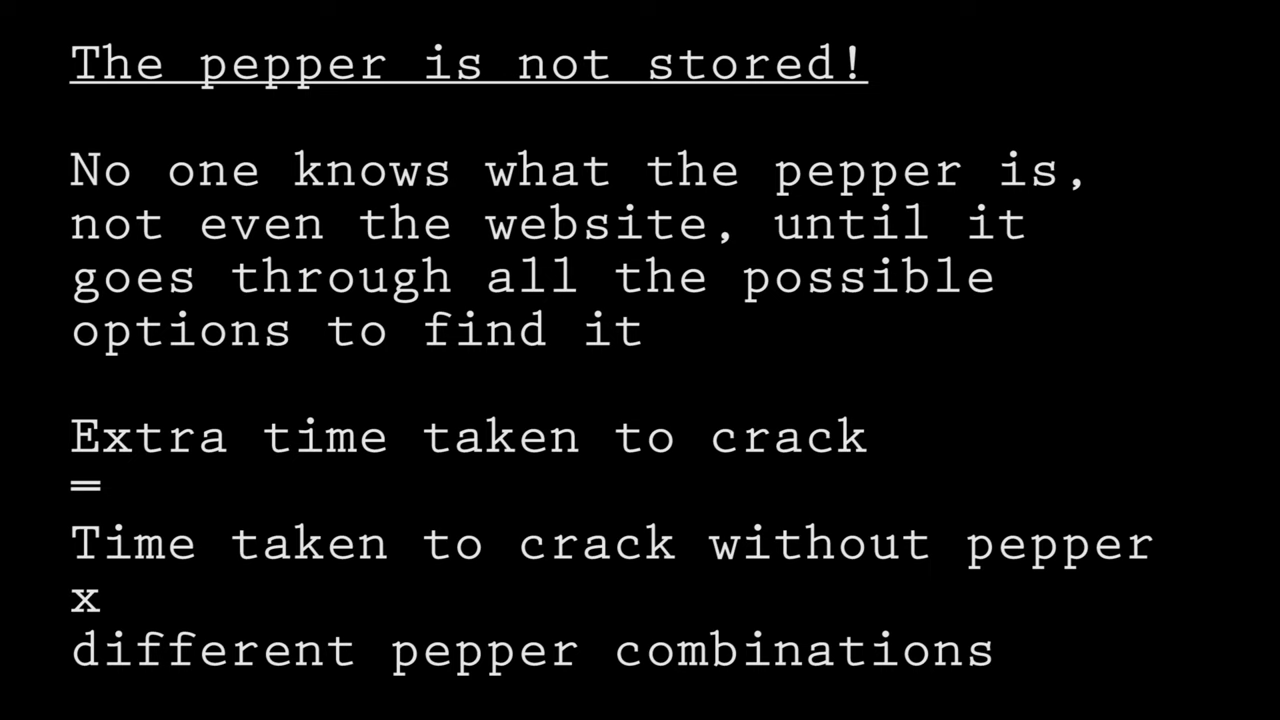 The pepper is not stored!
No one knows what the pepper is,
not even the website, until it
goes through all the possible
options to find it
Extra time taken to crack
=
Time taken to crack without pepper
x
different pepper combinations